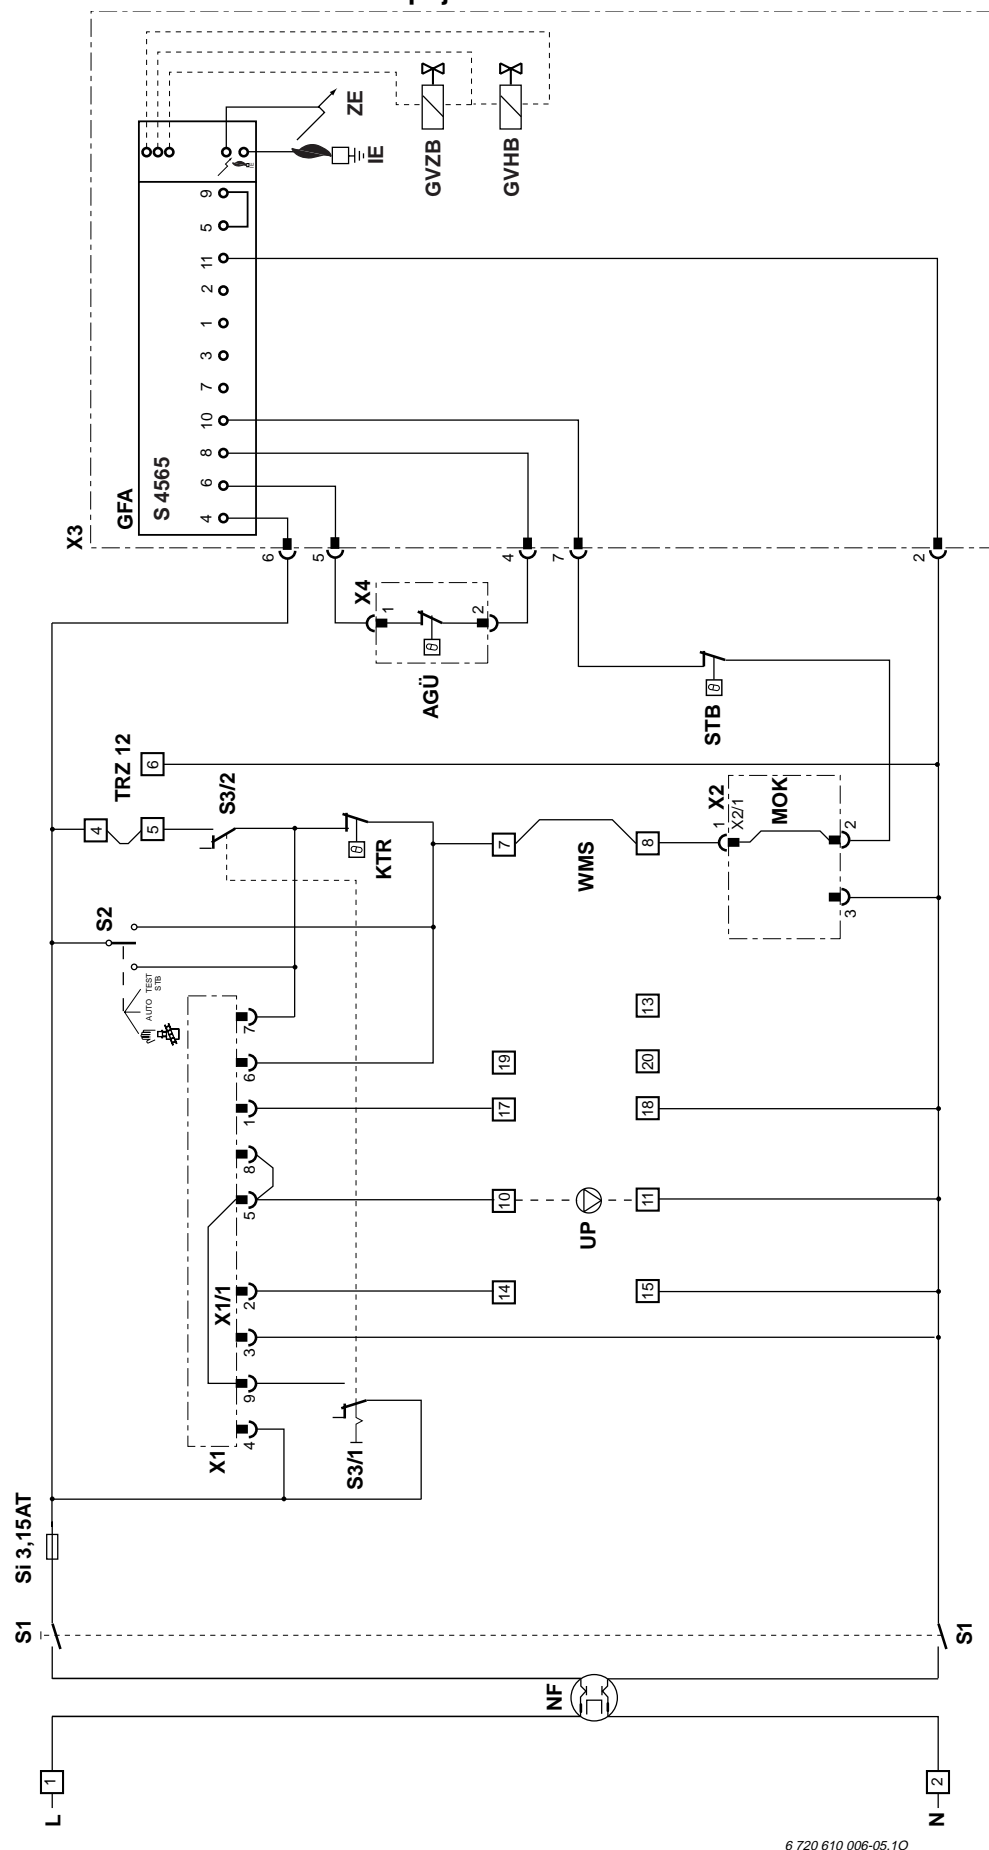 X3
GFA
S 4565
4
6
8
10
7
3
1
2
11
5
9
ZE
IE
GVZB
GVHB
6
5
4
7
2
X4
1
2
AGÜ
STB
TRZ 12
6
4
5
S3/2
KTR
S2
AUTO
TEST
STB
7
WMS
8
X2
1
X2/1
MOK
2
3
7
6
1
8
5
2
3
9
4
X1/1
X1
S3/1
19
20
13
17
18
10
UP
11
14
15
Si 3,15AT
S1
S1
NF
1
L
2
N
6 720 610 006-05.1O